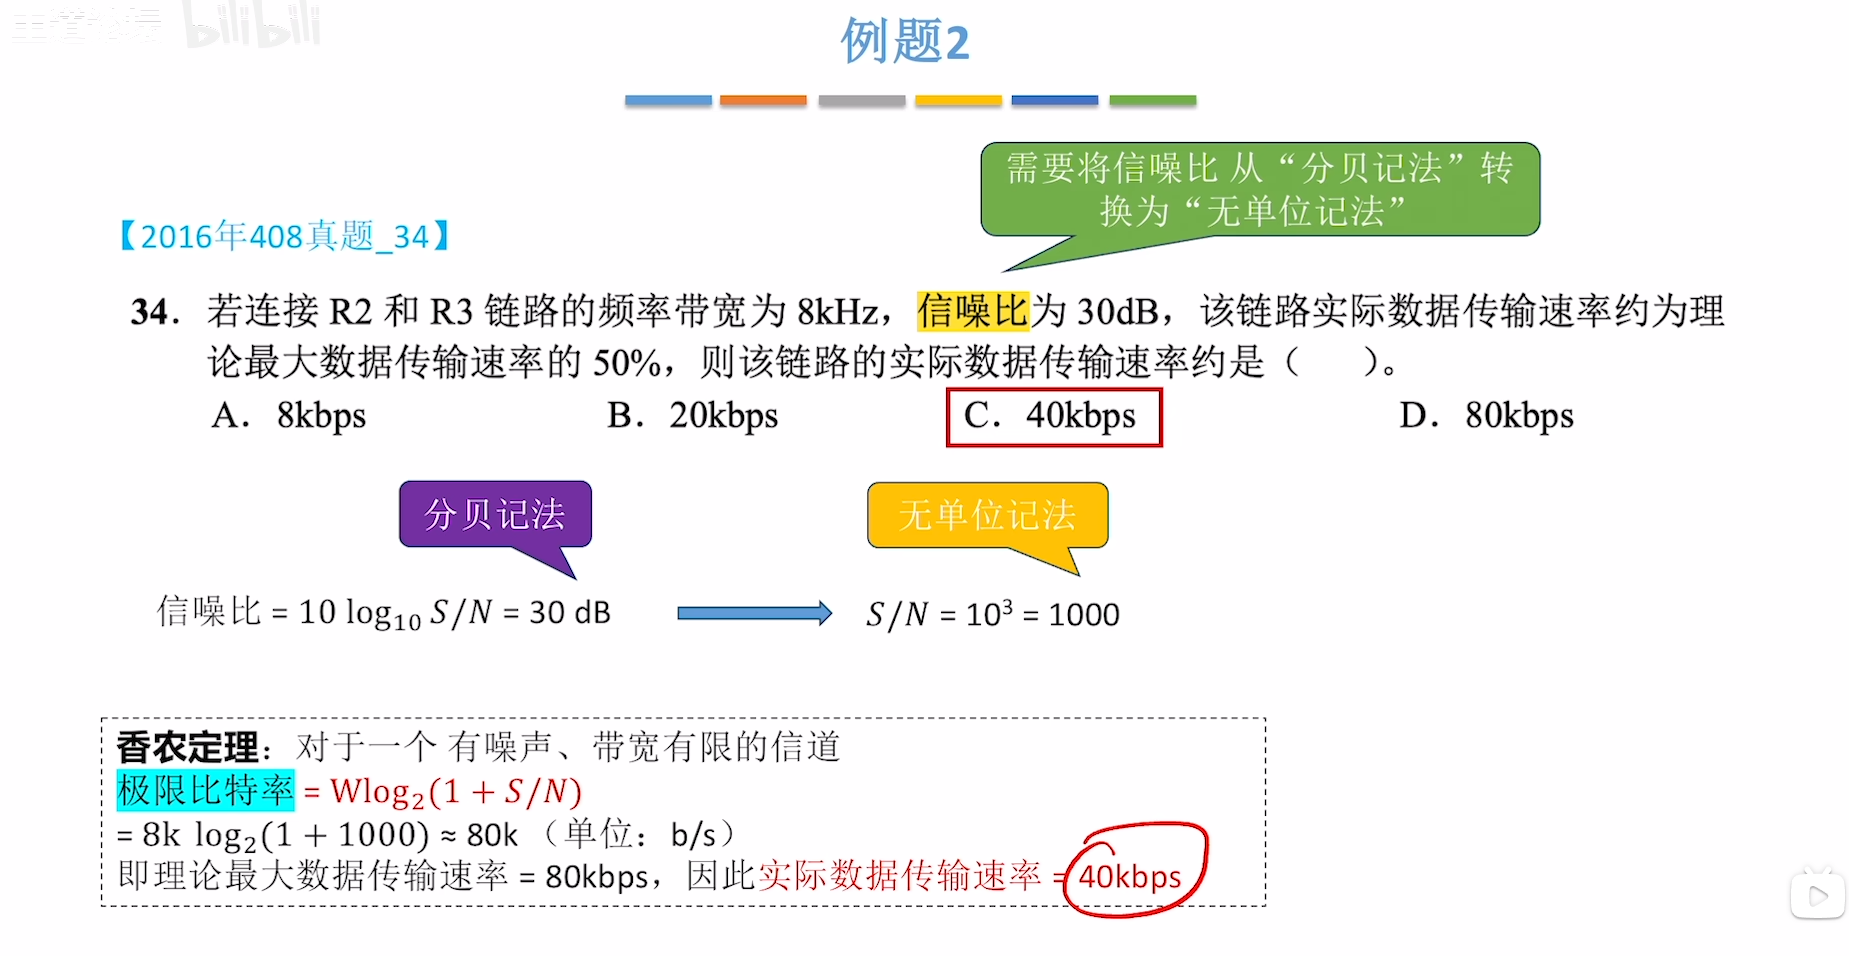 bilibili
例题2
需要将信噪比 从“分贝记法”转
换为“无单位记法”
【2016年408真题_34】
34. 若连接 R2 和 R3 链路的频率带宽为 8kHz，信噪比为 30dB，该链路实际数据传输速率约为理
论最大数据传输速率的 50%，则该链路的实际数据传输速率约是（　　）。
A. 8kbps B. 20kbps C. 40kbps D. 80kbps
分贝记法 无单位记法
信噪比 = 10 log₁₀ S/N = 30 dB S/N = 10³ = 1000
香农定理：对于一个 有噪声、带宽有限的信道
极限比特率 = Wlog₂(1 + S/N)
= 8k log₂(1 + 1000) ≈ 80k （单位：b/s）
即理论最大数据传输速率 = 80kbps，因此实际数据传输速率 = 40kbps